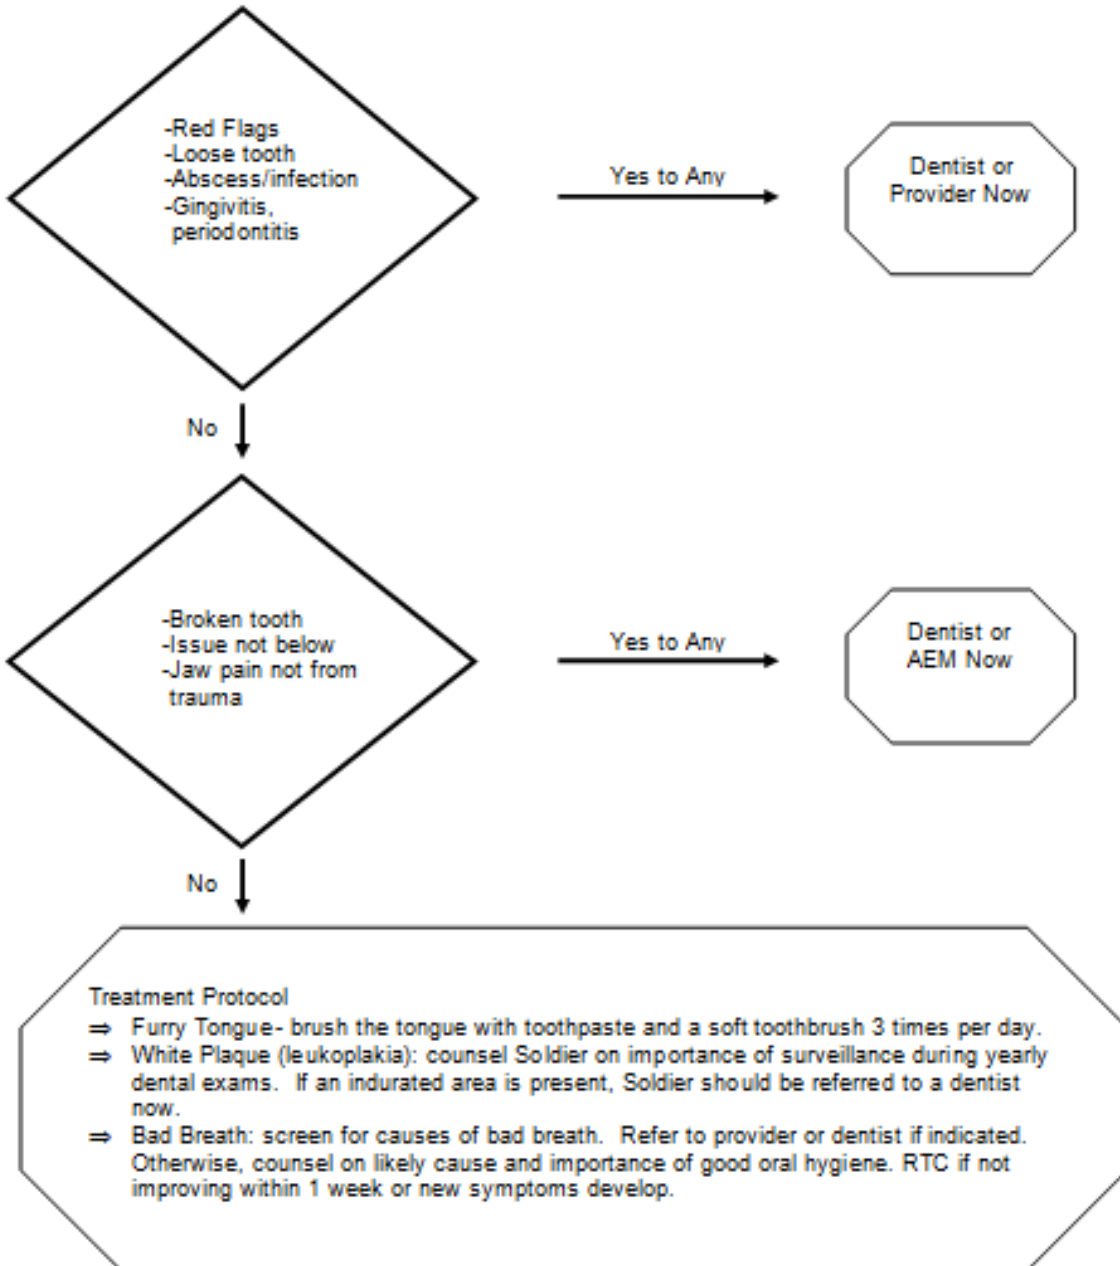 -Red Flags
-Loose tooth
-Abscess/infection
-Gingivitis,
periodontitis
Yes to Any
Dentist or
Provider Now
No
-Broken tooth
-Issue not below
-Jaw pain not from
trauma
Yes to Any
Dentist or
AEM Now
No
Treatment Protocol
⇒ Furry Tongue- brush the tongue with toothpaste and a soft toothbrush 3 times per day.
⇒ White Plaque (leukoplakia): counsel Soldier on importance of surveillance during yearly
dental exams. If an indurated area is present, Soldier should be referred to a dentist
now.
⇒ Bad Breath: screen for causes of bad breath. Refer to provider or dentist if indicated.
Otherwise, counsel on likely cause and importance of good oral hygiene. RTC if not
improving within 1 week or new symptoms develop.